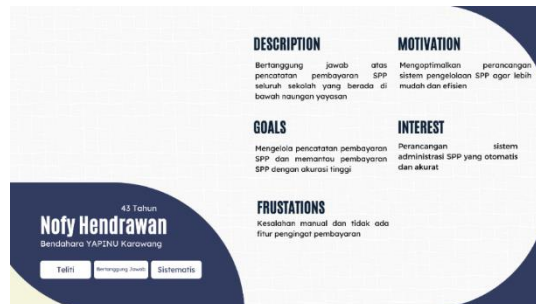 DESCRIPTION
Bertanggung jawab atas
pencatatan pembayaran SPP
seluruh sekolah yang berada di
bawah naungan yayasan
MOTIVATION
Mengoptimalkan perancangan
sistem pengelolaan SPP agar lebih
mudah dan efisien
GOALS
Mengelola pencatatan pembayaran
SPP dan memantau pembayaran
SPP dengan akurasi tinggi
INTEREST
Perancangan sistem
administrasi SPP yang otomatis
dan akurat
FRUSTATIONS
Kesalahan manual dan tidak ada
fitur pengingat pembayaran
43 Tahun
Nofy Hendrawan
Bendahara YAPINU Karawang
Teliti
Bertanggung Jawab
Sistematis